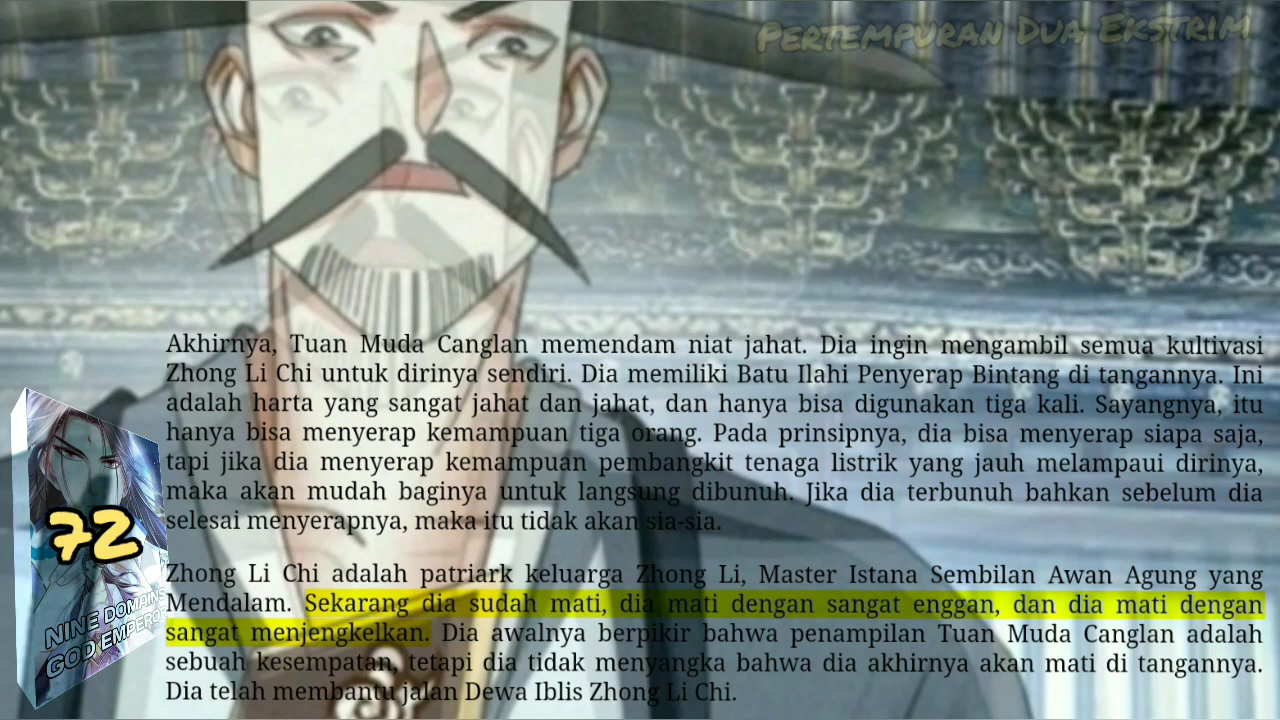 Pertempuran Dua Ekstrim
Akhirnya, Tuan Muda Canglan memendam niat jahat. Dia ingin mengambil semua kultivasi
Zhong Li Chi untuk dirinya sendiri. Dia memiliki Batu Ilahi Penyerap Bintang di tangannya. Ini
adalah harta yang sangat jahat dan jahat, dan hanya bisa digunakan tiga kali. Sayangnya, itu
hanya bisa menyerap kemampuan tiga orang. Pada prinsipnya, dia bisa menyerap siapa saja,
tapi jika dia menyerap kemampuan pembangkit tenaga listrik yang jauh melampaui dirinya,
maka akan mudah baginya untuk langsung dibunuh. Jika dia terbunuh bahkan sebelum dia
selesai menyerapnya, maka itu tidak akan sia-sia.
Zhong Li Chi adalah patriark keluarga Zhong Li, Master Istana Sembilan Awan Agung yang
Mendalam. Sekarang dia sudah mati, dia mati dengan sangat enggan, dan dia mati dengan
sangat menjengkelkan. Dia awalnya berpikir bahwa penampilan Tuan Muda Canglan adalah
sebuah kesempatan, tetapi dia tidak menyangka bahwa dia akhirnya akan mati di tangannya.
Dia telah membantu jalan Dewa Iblis Zhong Li Chi.
72
NINE DOMAINS
GOD EMPERO